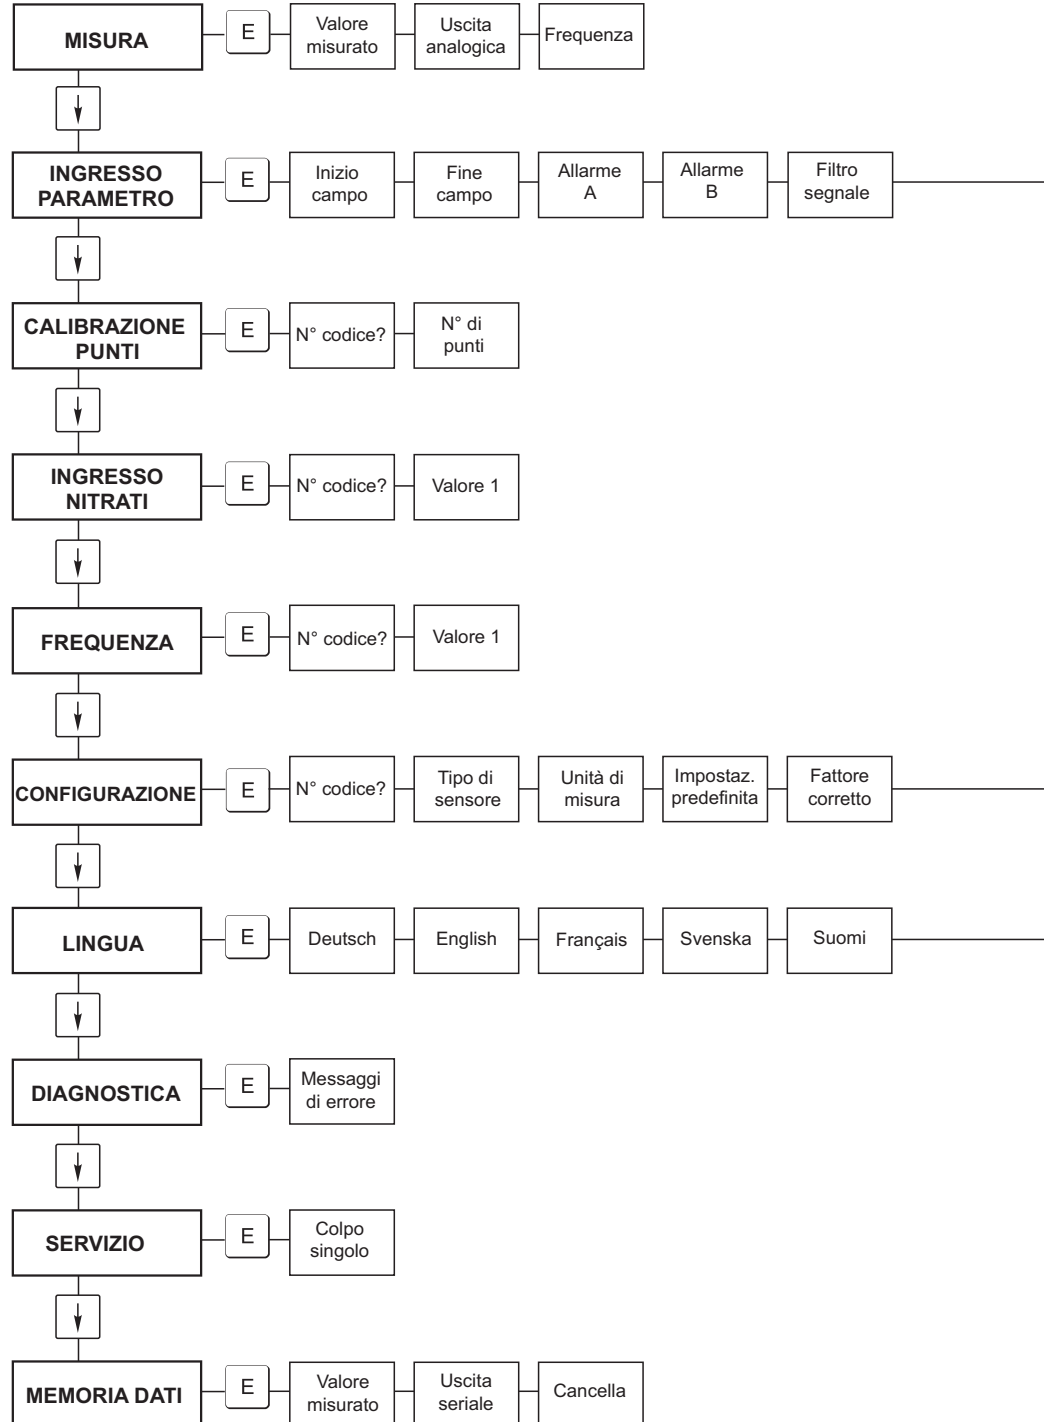 MISURA
E
Valore
misurato
Uscita
analogica
Frequenza
INGRESSO
PARAMETRO
E
Inizio
campo
Fine
campo
Allarme
A
Allarme
B
Filtro
segnale
CALIBRAZIONE
PUNTI
E
N° codice?
N° di
punti
INGRESSO
NITRATI
E
N° codice?
Valore 1
FREQUENZA
E
N° codice?
Valore 1
CONFIGURAZIONE
E
N° codice?
Tipo di
sensore
Unità di
misura
Impostaz.
predefinita
Fattore
corretto
LINGUA
E
Deutsch
English
Français
Svenska
Suomi
DIAGNOSTICA
E
Messaggi
di errore
SERVIZIO
E
Colpo
singolo
MEMORIA DATI
E
Valore
misurato
Uscita
seriale
Cancella